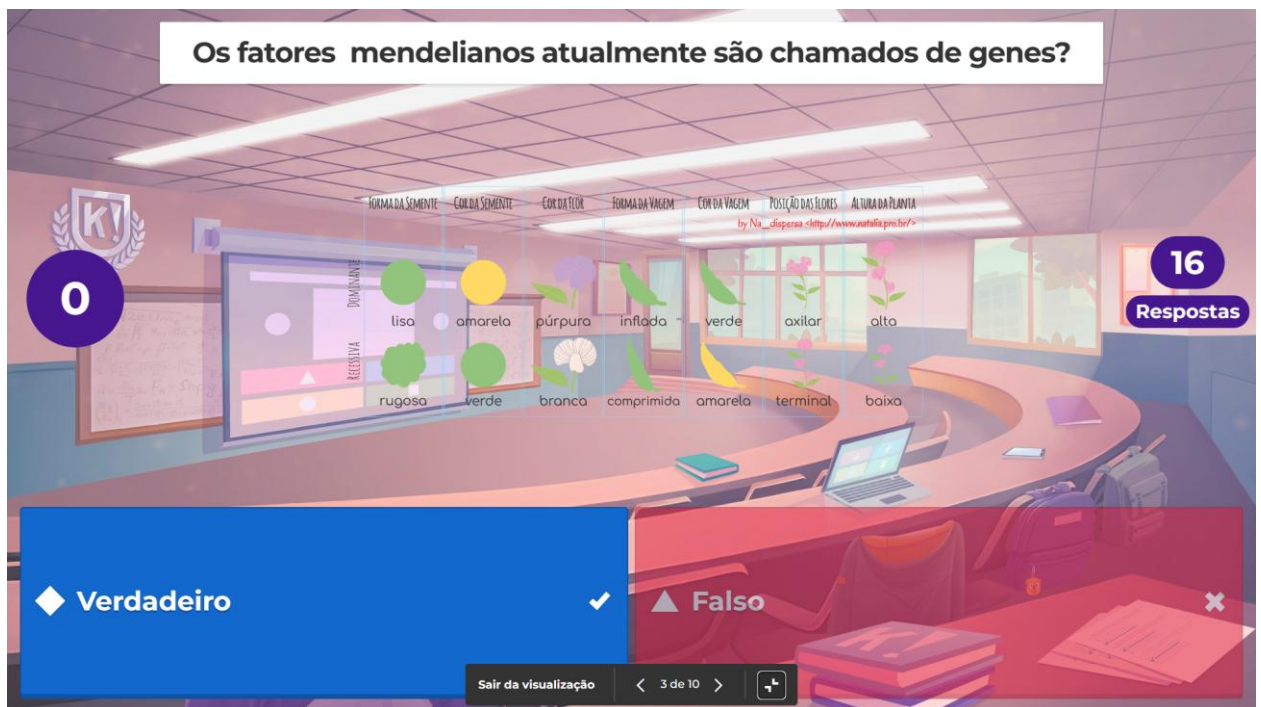 Os fatores  mendelianos atualmente são chamados de genes?
K!
FORMA DA SEMENTE COR DA SEMENTE COR DA FLOR FORMA DA VAGEM COR DA VAGEM POSIÇÃO DAS FLORES ALTURA DA PLANTA
by Na_dispersa <http://www.natalia.pro.br/>
DOMINANTE
lisa amarela púrpura inflada verde axilar alta
RECESSIVA
rugosa verde branca comprimida amarela terminal baixa
0
16
Respostas
Verdadeiro
Falso
K!
Sair da visualização
3 de 10